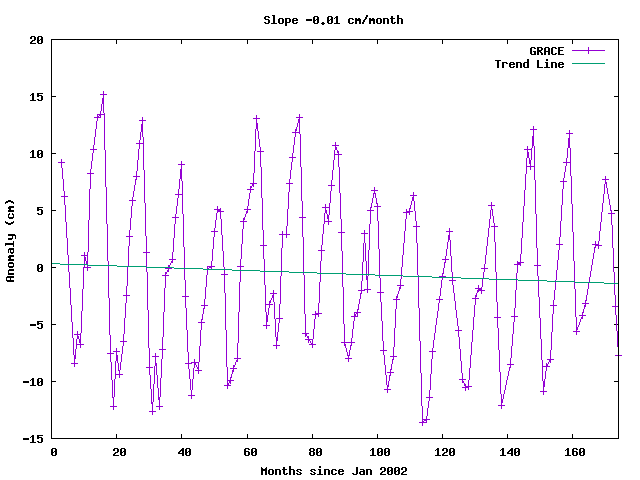 Slope -0.01 cm/month
GRACE
Trend Line
Anomaly (cm)
20
15
10
5
0
-5
-10
-15
0 20 40 60 80 100 120 140 160
Months since Jan 2002